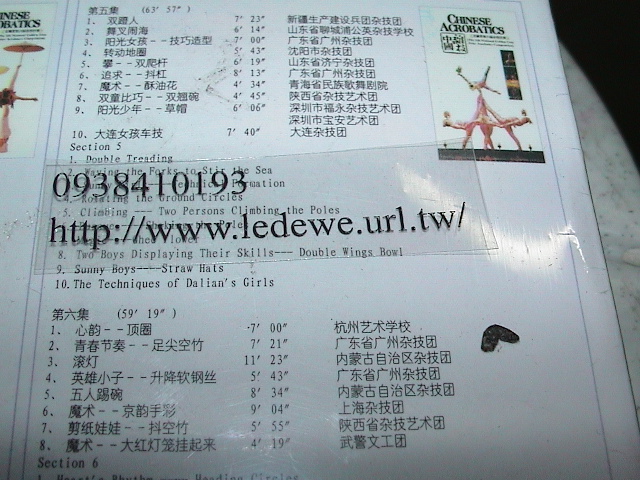 CHINESE
ACROBATICS
中国
第五集 (63′ 57″)
1、 双蹬人 7′ 23″ 新疆生产建设兵团杂技团
2、 舞叉闹海 6′ 14″ 山东省聊城浦公英杂技学校
3、 阳光女孩--技巧造型 7′ 00″ 广东省广州杂技团
4、 转动地圈 5′ 43″ 沈阳市杂技团
5、 攀--双爬杆 6′ 19″ 山东省济宁杂技团
6、 追求--抖杠 8′ 13″ 广东省广州杂技团
7、 魔术--酥油花 4′ 34″ 青海省民族歌舞剧院
8、 双童比巧--双翘碗 4′ 45″ 陕西省杂技艺术团
9、 阳光少年--草帽 6′ 06″ 深圳市福永杂技艺术团
深圳市宝安艺术团
10、 大连女孩车技 7′ 40″ 大连杂技团
Section 5
1. Double Treading
2. Waving the Forks to Stir the Sea
Formation
4. Rotating the Ground Circles
5. Climbing --- Two Persons Climbing the Poles
0938410193
http://www.ledewe.url.tw/
8. Two Boys Displaying Their Skills--- Double Wings Bowl
9. Sunny Boys---Straw Hats
10. The Techniques of Dalian's Girls
第六集 (59′ 19″)
1、 心韵--顶圈 7′ 00″ 杭州艺术学校
2、 青春节奏--足尖空竹 7′ 21″ 广东省广州杂技团
3、 滚灯 11′ 23″ 内蒙古自治区杂技团
4、 英雄小子--升降软钢丝 5′ 43″ 广东省广州杂技团
5、 五人踢碗 8′ 34″ 内蒙古自治区杂技团
6、 魔术--京韵手彩 9′ 04″ 上海杂技团
7、 剪纸娃娃--抖空竹 5′ 55″ 陕西省杂技艺术团
8、 魔术--大红灯笼挂起来 4′ 19″ 武警文工团
Section 6